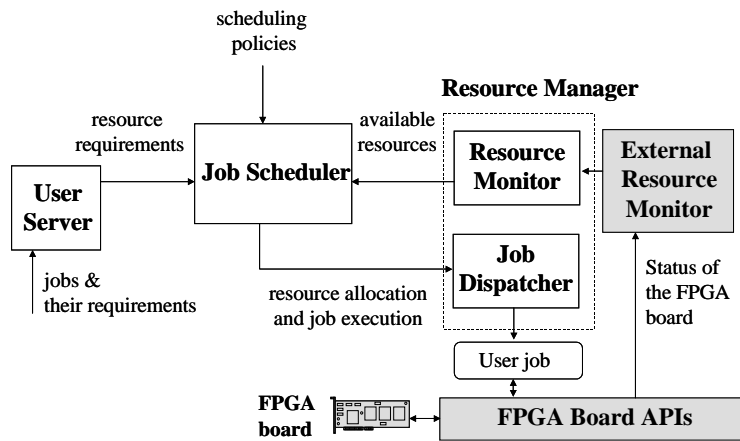 scheduling
policies
Resource Manager
resource
requirements
available
resources
Job Scheduler
Resource
Monitor
External
Resource
Monitor
User
Server
Job
Dispatcher
jobs &
their requirements
resource allocation
and job execution
Status of
the FPGA
board
User job
FPGA
board
FPGA Board APIs